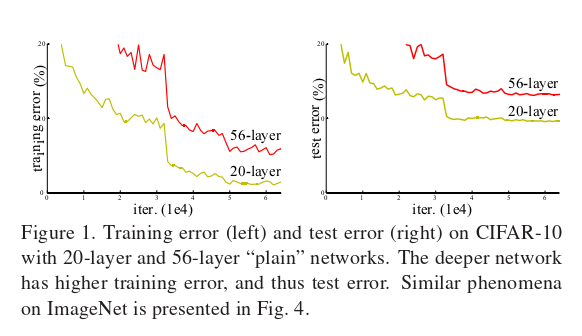 20
10
0
0 1 2 3 4 5 6
training error (%)
iter. (1e4)
56-layer
20-layer
20
10
0
0 1 2 3 4 5 6
test error (%)
iter. (1e4)
56-layer
20-layer
Figure 1. Training error (left) and test error (right) on CIFAR-10
with 20-layer and 56-layer “plain” networks. The deeper network
has higher training error, and thus test error. Similar phenomena
on ImageNet is presented in Fig. 4.